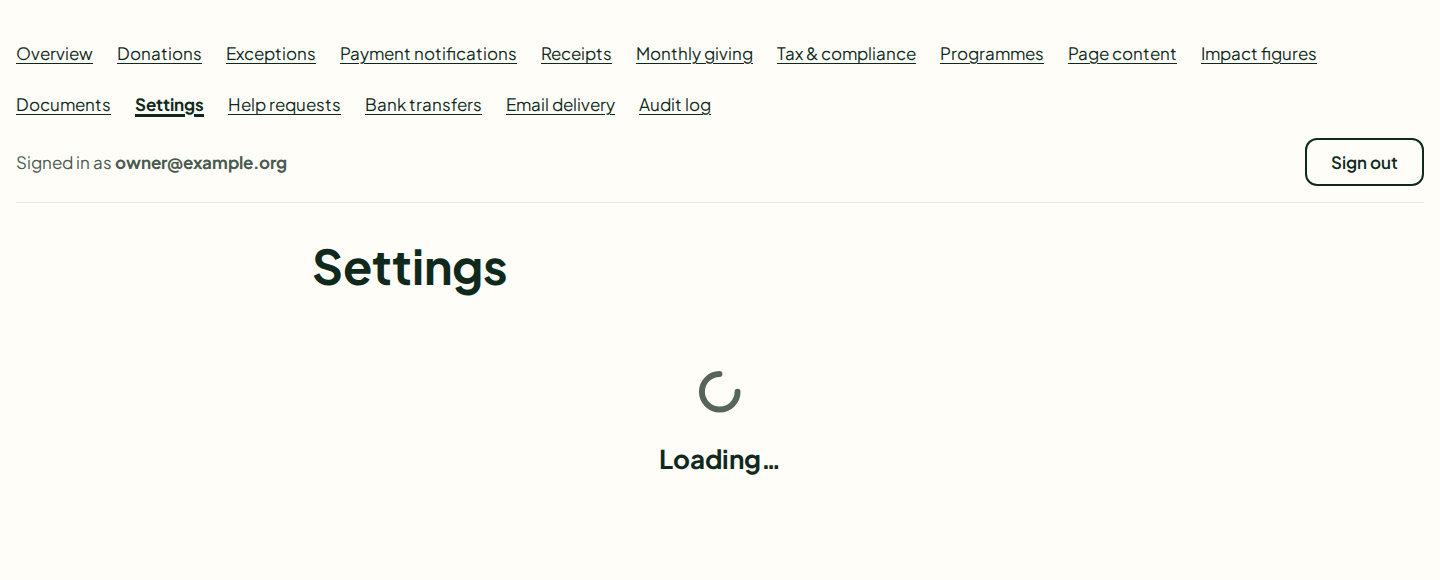 Overview Donations Exceptions Payment notifications Receipts Monthly giving Tax & compliance Programmes Page content Impact figures
Documents Settings Help requests Bank transfers Email delivery Audit log
Signed in as owner@example.org Sign out
Settings
Loading…